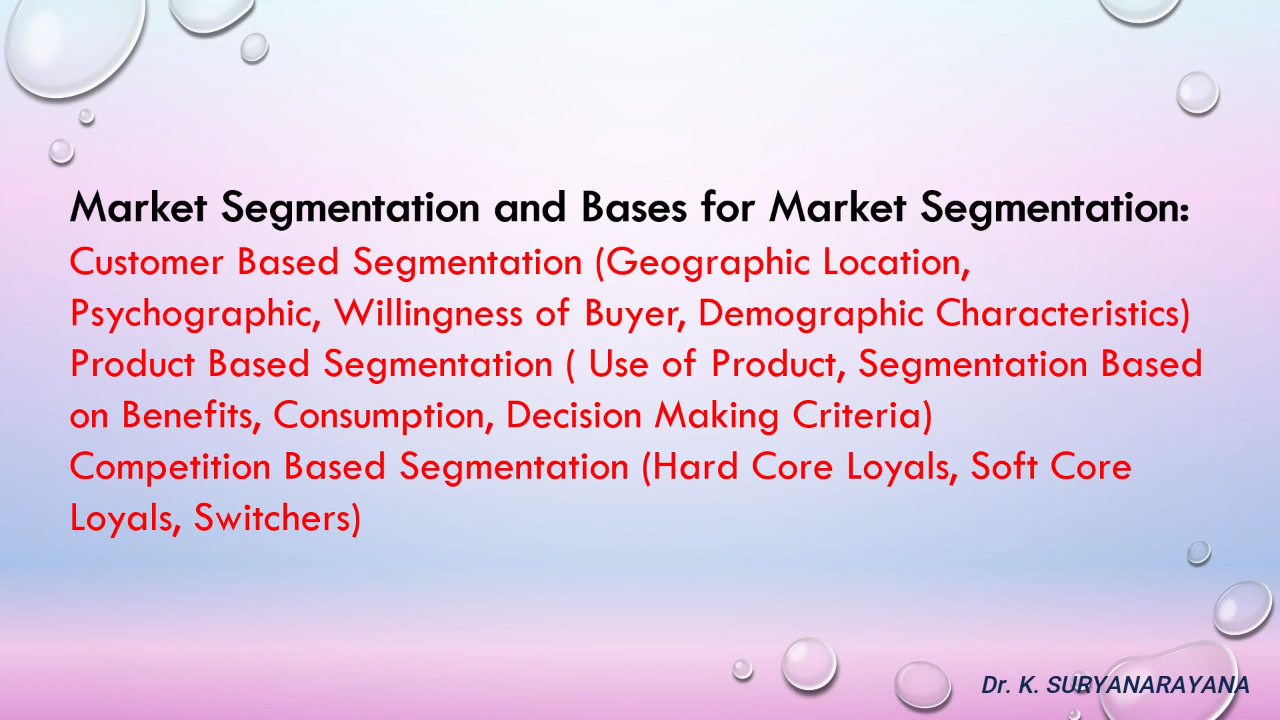 Market Segmentation and Bases for Market Segmentation:
Customer Based Segmentation (Geographic Location,
Psychographic, Willingness of Buyer, Demographic Characteristics)
Product Based Segmentation ( Use of Product, Segmentation Based
on Benefits, Consumption, Decision Making Criteria)
Competition Based Segmentation (Hard Core Loyals, Soft Core
Loyals, Switchers)
Dr. K. SURYANARAYANA